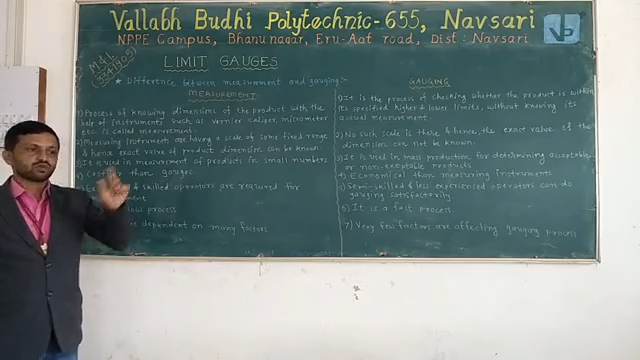 Vallabh Budhi Polytechnic-655, Navsari
NPPE Campus, Bhanunagar, Eru-Aat road, Dist: Navsari
M&I
3341905
LIMIT GAUGES
★ Difference between measurment and gauging:-
MEASUREMENT
1) Process of knowing dimension of the product with the
help of instruments such as vernier caliper, micrometer
etc. is called measurement
2) Measuring instruments are having a scale of some fixed range
& hence exact value of product dimension can be known
3) It is used in measurement of products in small numbers
4) Costlier than gauges
& skilled operators are required for
ment
slow process
dependent on many factors
GAUGING
1) It is the process of checking whether the product is within
its specified higher & lower limits, without knowing its
actual measurement.
2) No such scale is there & hence the exact value of the
dimension can not be known.
3) It is used in mass production for determining acceptable
or non-exceptable products
4) Economical than measuring instruments
5) Semi-skilled & less experienced operators can do
gauging satisfactorily
6) It is a fast process
7) Very few factors are affecting gauging process